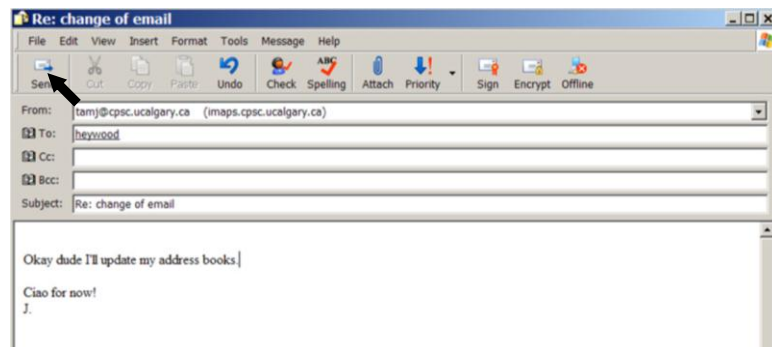 Re: change of email
File Edit View Insert Format Tools Message Help
ABC
Send Cut Copy Paste Undo Check Spelling Attach Priority Sign Encrypt Offline
From: tamj@cpsc.ucalgary.ca (imaps.cpsc.ucalgary.ca)
To: heywood
Cc:
Bcc:
Subject: Re: change of email
Okay dude I'll update my address books.
Ciao for now!
J.